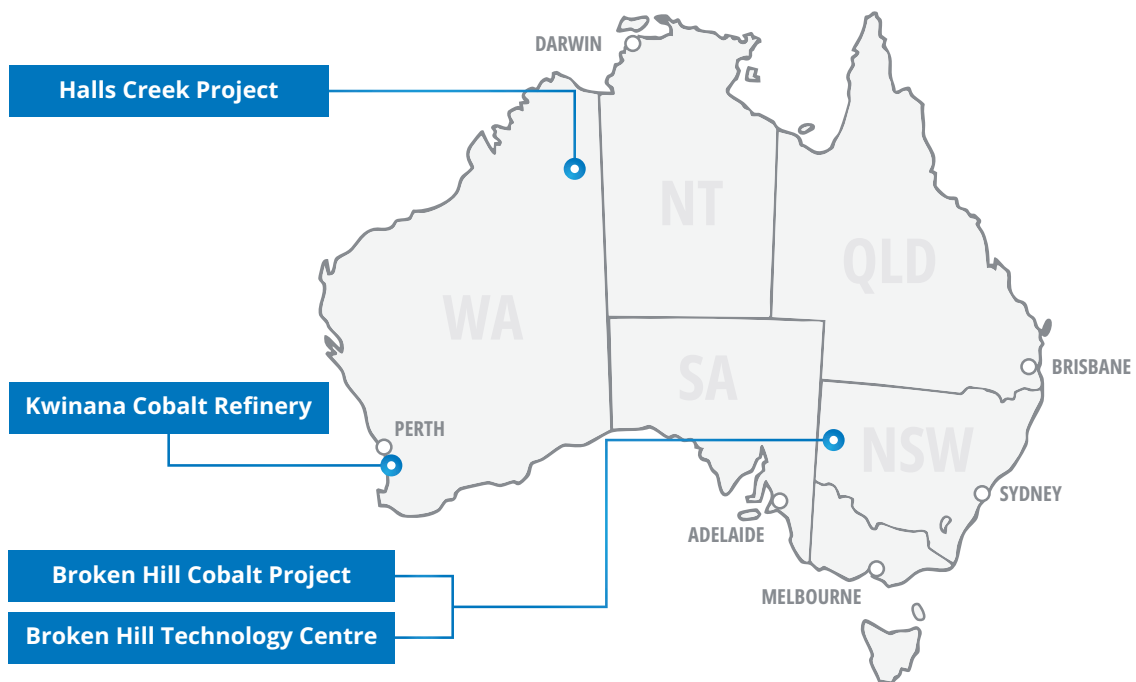 DARWIN
Halls Creek Project
NT
QLD
WA
SA
BRISBANE
Kwinana Cobalt Refinery
PERTH
NSW
SYDNEY
ADELAIDE
Broken Hill Cobalt Project
MELBOURNE
Broken Hill Technology Centre